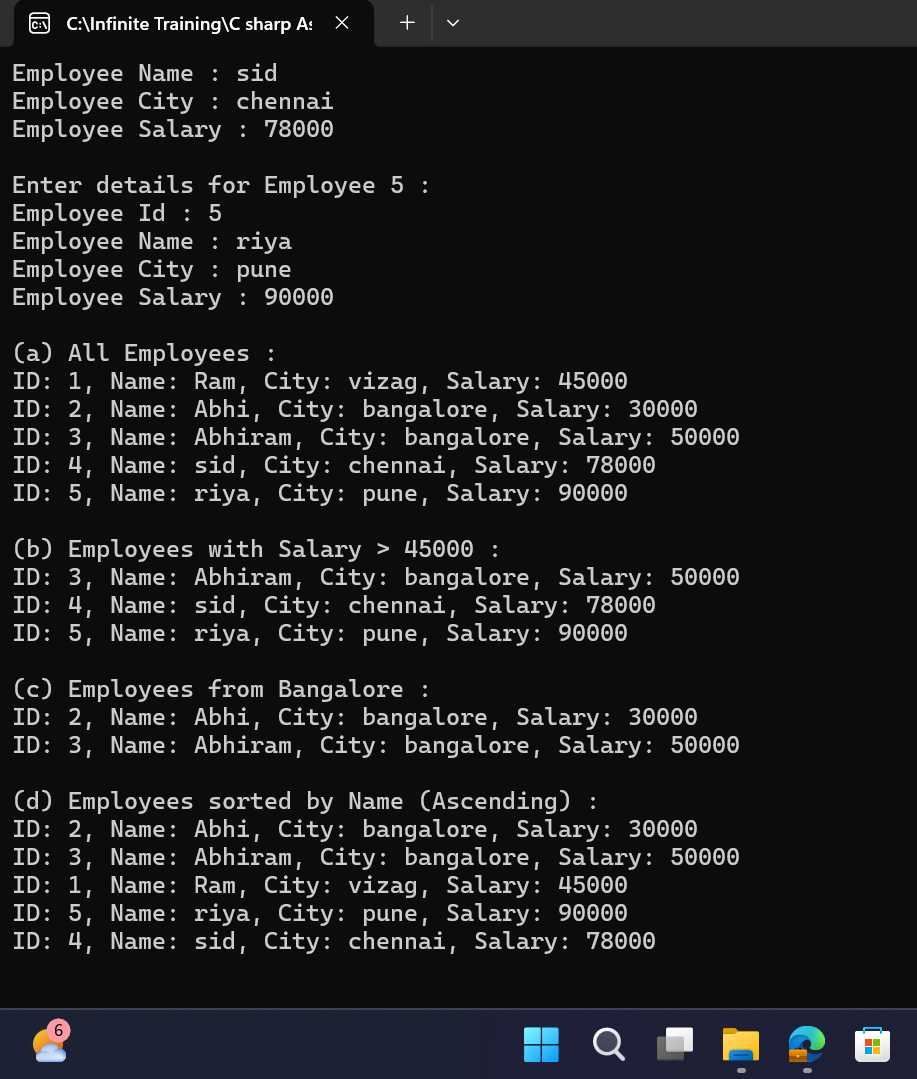 C:\Infinite Training\C sharp As
Employee Name : sid
Employee City : chennai
Employee Salary : 78000
Enter details for Employee 5 :
Employee Id : 5
Employee Name : riya
Employee City : pune
Employee Salary : 90000
(a) All Employees :
ID: 1, Name: Ram, City: vizag, Salary: 45000
ID: 2, Name: Abhi, City: bangalore, Salary: 30000
ID: 3, Name: Abhiram, City: bangalore, Salary: 50000
ID: 4, Name: sid, City: chennai, Salary: 78000
ID: 5, Name: riya, City: pune, Salary: 90000
(b) Employees with Salary > 45000 :
ID: 3, Name: Abhiram, City: bangalore, Salary: 50000
ID: 4, Name: sid, City: chennai, Salary: 78000
ID: 5, Name: riya, City: pune, Salary: 90000
(c) Employees from Bangalore :
ID: 2, Name: Abhi, City: bangalore, Salary: 30000
ID: 3, Name: Abhiram, City: bangalore, Salary: 50000
(d) Employees sorted by Name (Ascending) :
ID: 2, Name: Abhi, City: bangalore, Salary: 30000
ID: 3, Name: Abhiram, City: bangalore, Salary: 50000
ID: 1, Name: Ram, City: vizag, Salary: 45000
ID: 5, Name: riya, City: pune, Salary: 90000
ID: 4, Name: sid, City: chennai, Salary: 78000
6